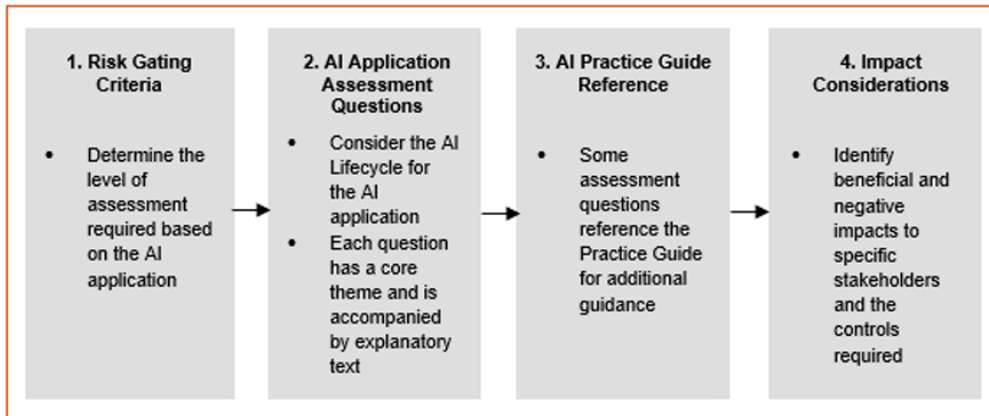 1. Risk Gating
Criteria
• Determine the
level of
assessment
required based
on the AI
application
2. AI Application
Assessment
Questions
• Consider the AI
Lifecycle for
the AI
application
• Each question
has a core
theme and is
accompanied
by explanatory
text
3. AI Practice Guide
Reference
• Some
assessment
questions
reference the
Practice Guide
for additional
guidance
4. Impact
Considerations
• Identify
beneficial and
negative
impacts to
specific
stakeholders
and the
controls
required